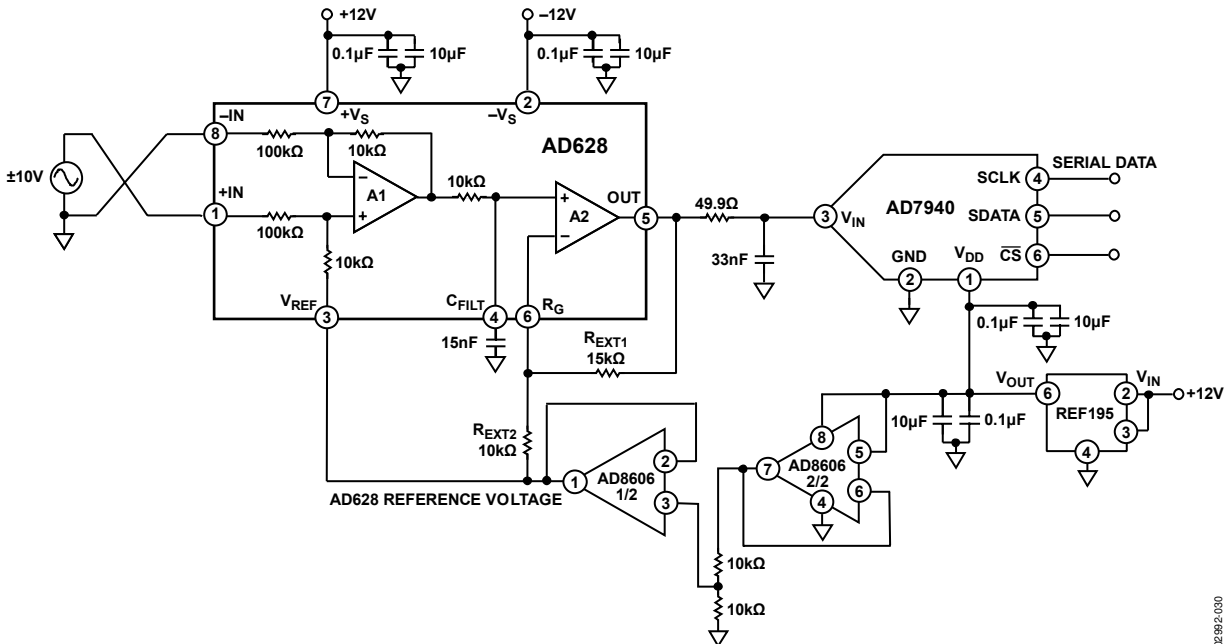 +12V
–12V
0.1µF
10µF
0.1µF
10µF
7
2
–IN
+VS
–VS
AD628
8
100kΩ
10kΩ
±10V
A1
10kΩ
A2
OUT
5
49.9Ω
+IN
1
100kΩ
10kΩ
VREF
3
CFILT
4
RG
6
15nF
REXT1
15kΩ
33nF
3
VIN
AD7940
SCLK
4
SERIAL DATA
SDATA
5
CS
6
GND
2
VDD
1
0.1µF
10µF
REXT2
10kΩ
AD628 REFERENCE VOLTAGE
1
AD8606
1/2
2
3
7
8
AD8606
2/2
4
5
6
10µF
0.1µF
VOUT
6
REF195
VIN
2
3
4
+12V
10kΩ
10kΩ
02992-030